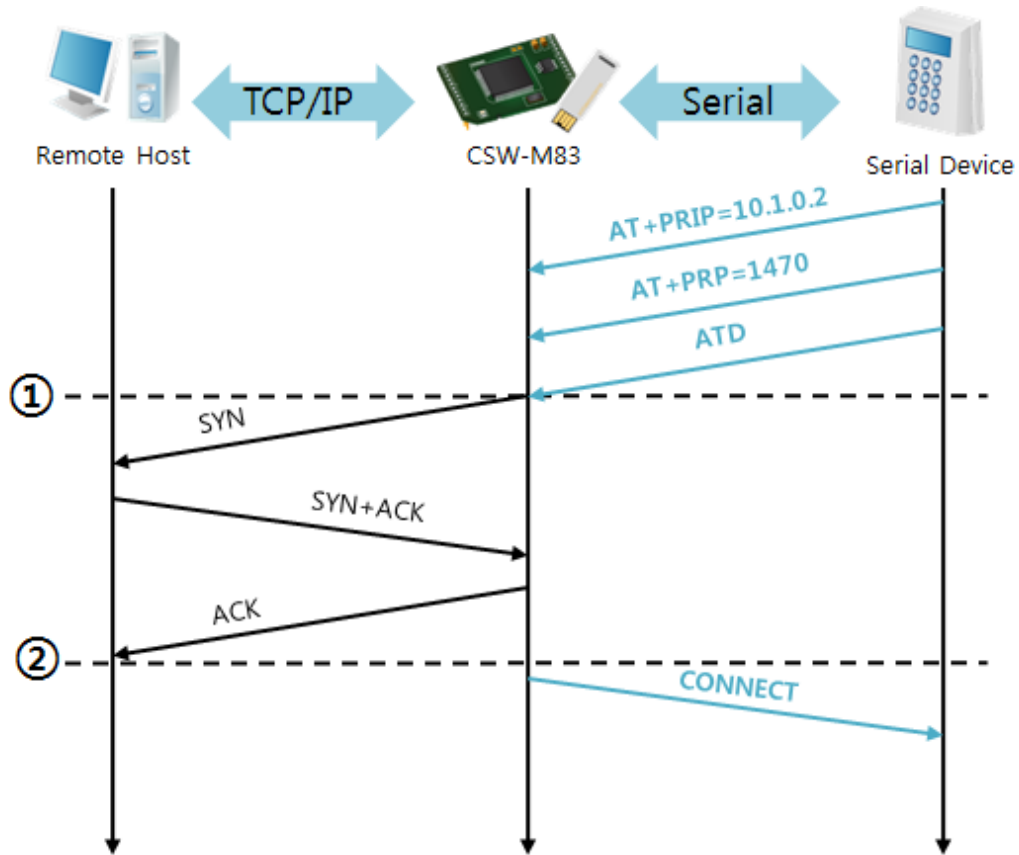 TCP/IP
Serial
Remote Host
CSW-M83
Serial Device
AT+PRIP=10.1.0.2
AT+PRP=1470
ATD
①
SYN
SYN+ACK
ACK
②
CONNECT